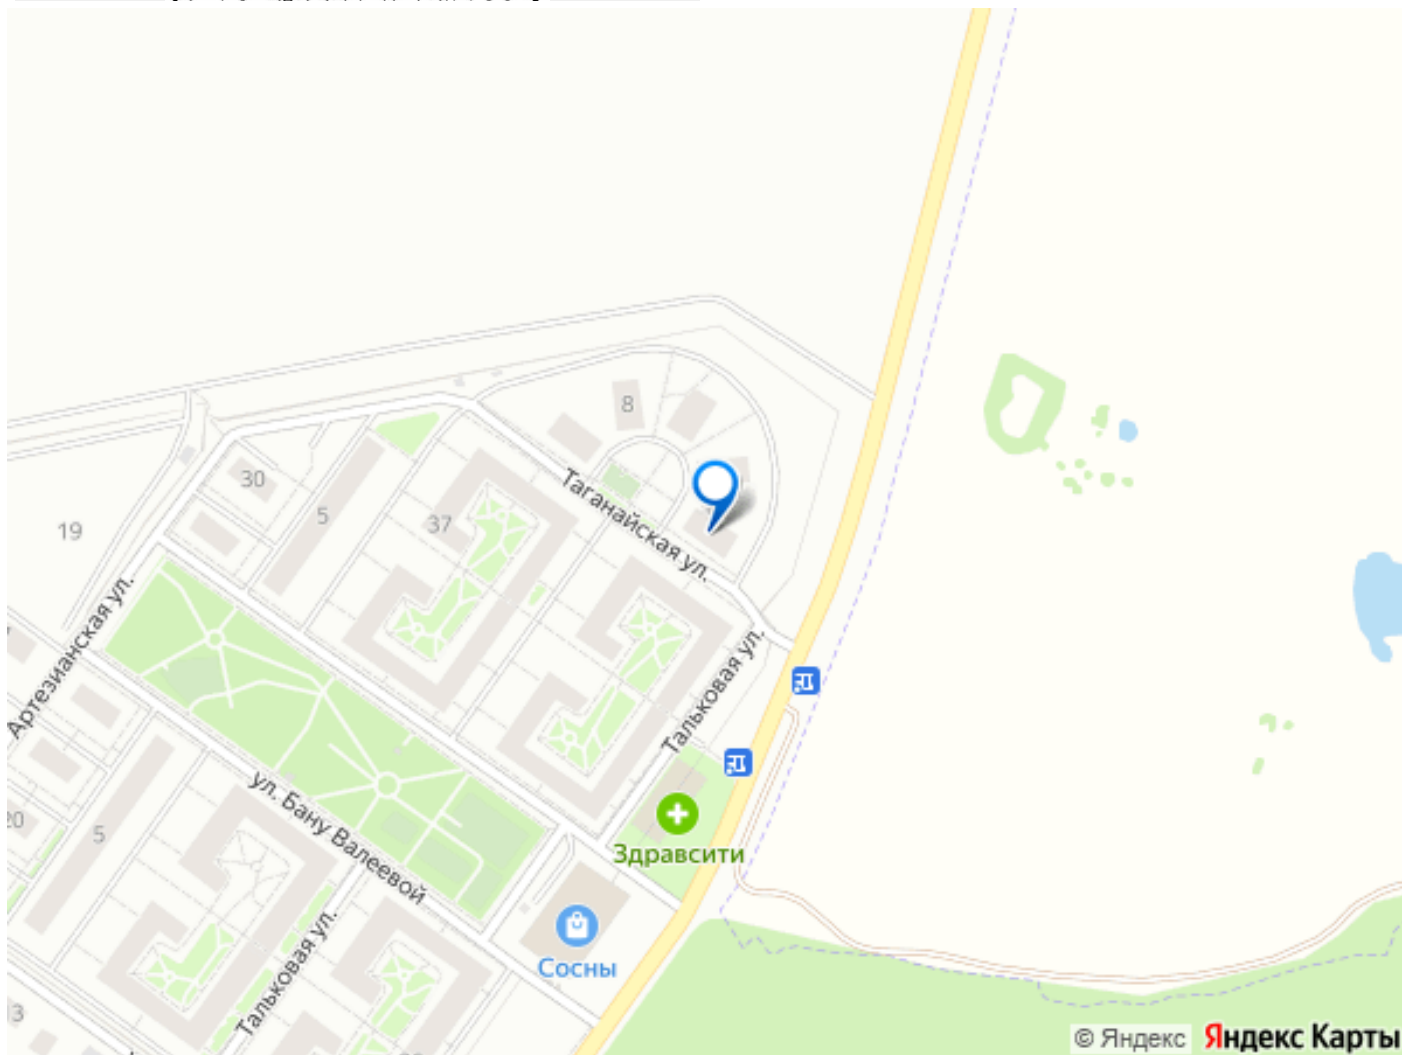 8
30
5
19
37
Таганайская ул.
Артезианская ул.
Тальковая ул.
ул. Бану Валеевой
20
5
Здравсити
Сосны
Тальковая ул.
© Яндекс Яндекс Карты